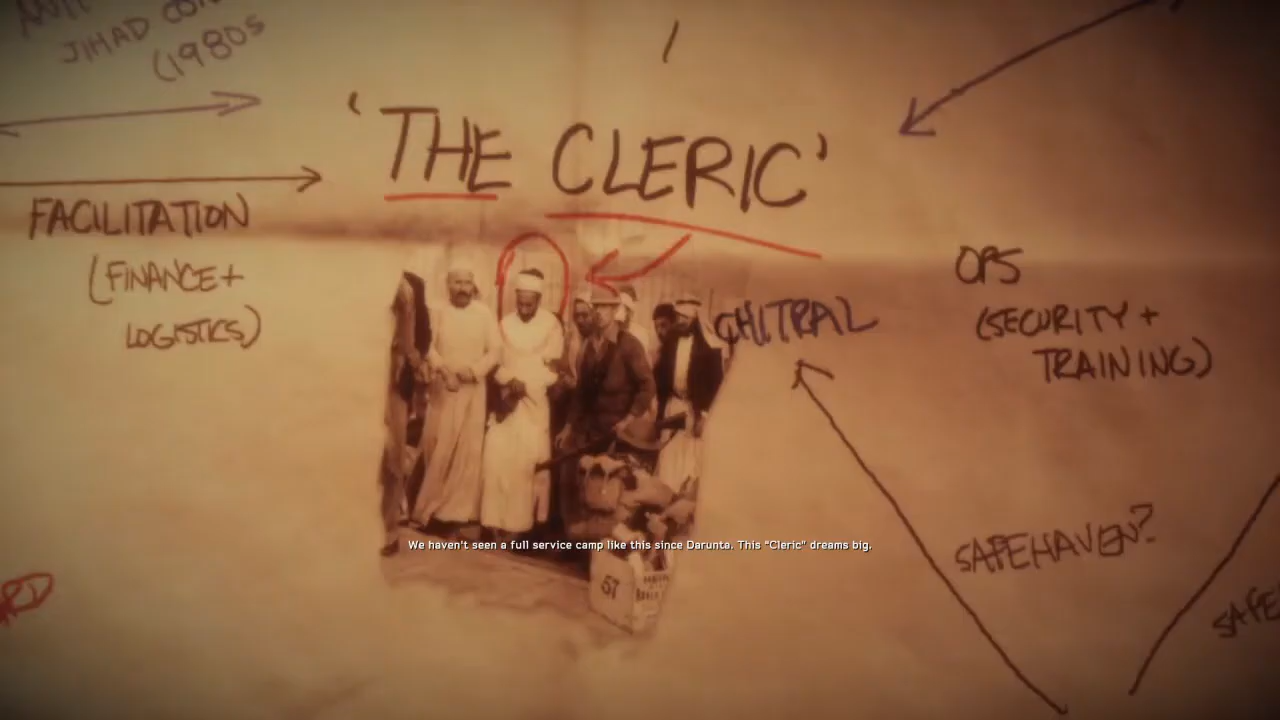 JIHAD
(1980S
'THE CLERIC'
FACILITATION
(FINANCE+
LOGISTICS)
CHITRAL
OPS
(SECURITY +
TRAINING)
We haven't seen a full service camp like this since Darunta. This "Cleric" dreams big.
SAFEHAVEN?
57